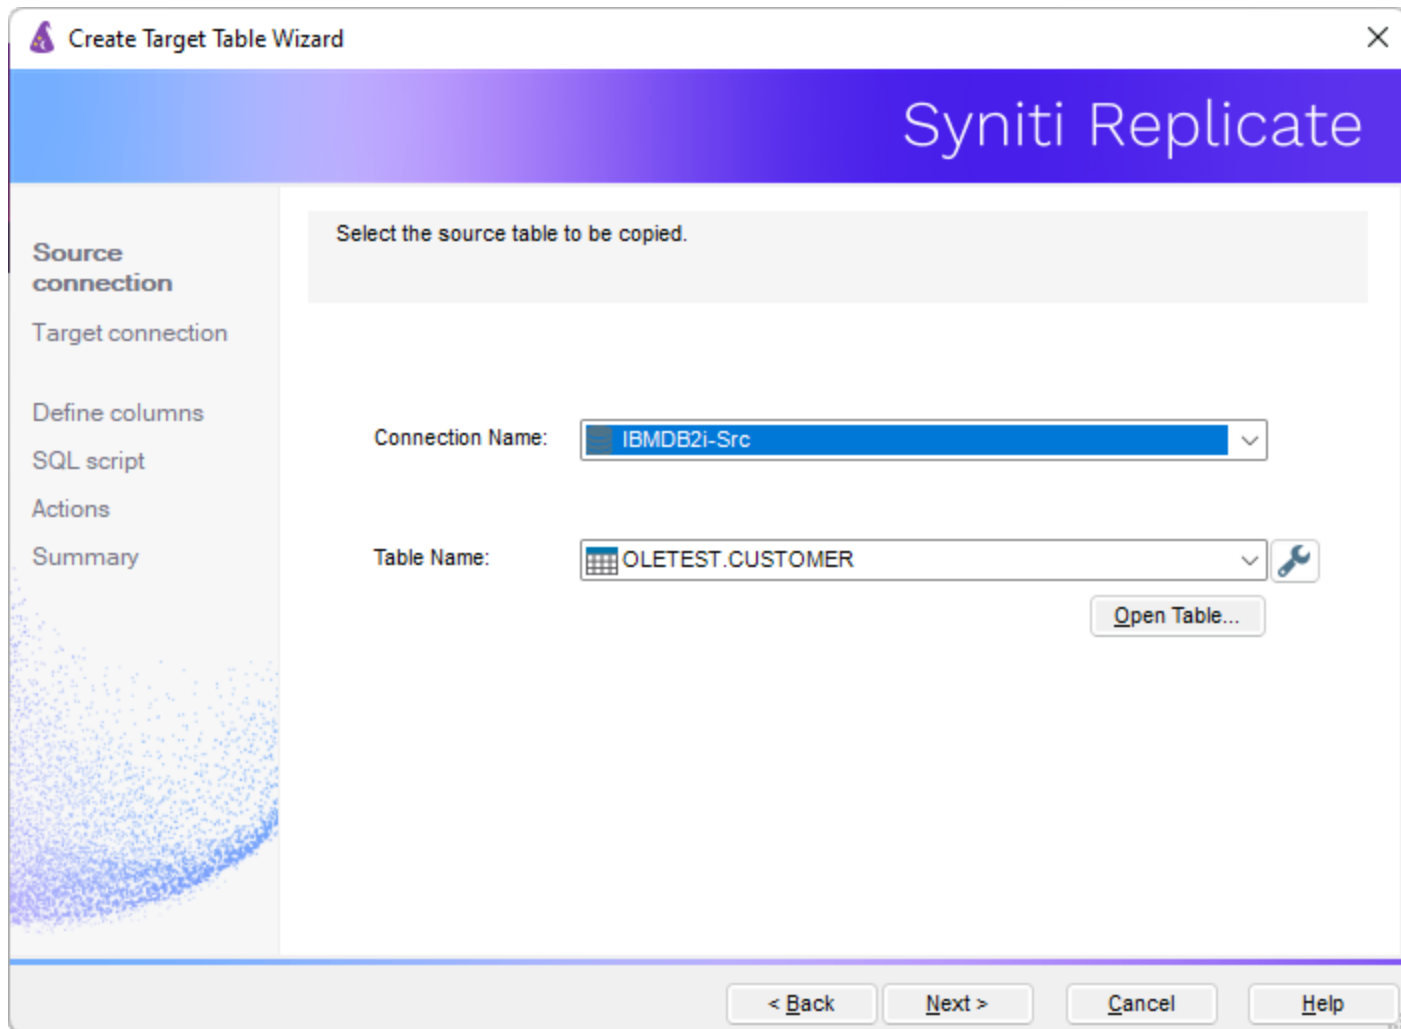 Create Target Table Wizard
Syniti Replicate
Source
connection
Target connection
Define columns
SQL script
Actions
Summary
Select the source table to be copied.
Connection Name: IBMDB2i-Src
Table Name: OLETEST.CUSTOMER
Open Table...
< Back Next > Cancel Help